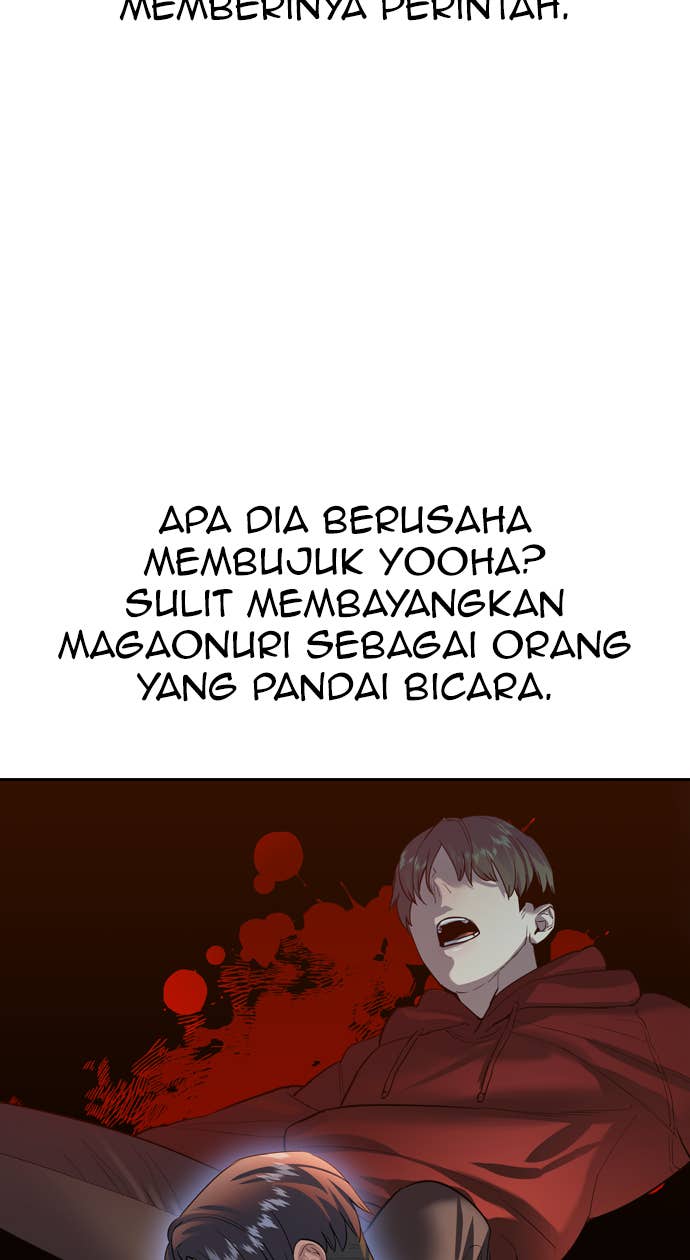 MEMBERINYA PERINTAH.
APA DIA BERUSAHA
MEMBUJUK YOOHA?
SULIT MEMBAYANGKAN
MAGAONURI SEBAGAI ORANG
YANG PANDAI BICARA.